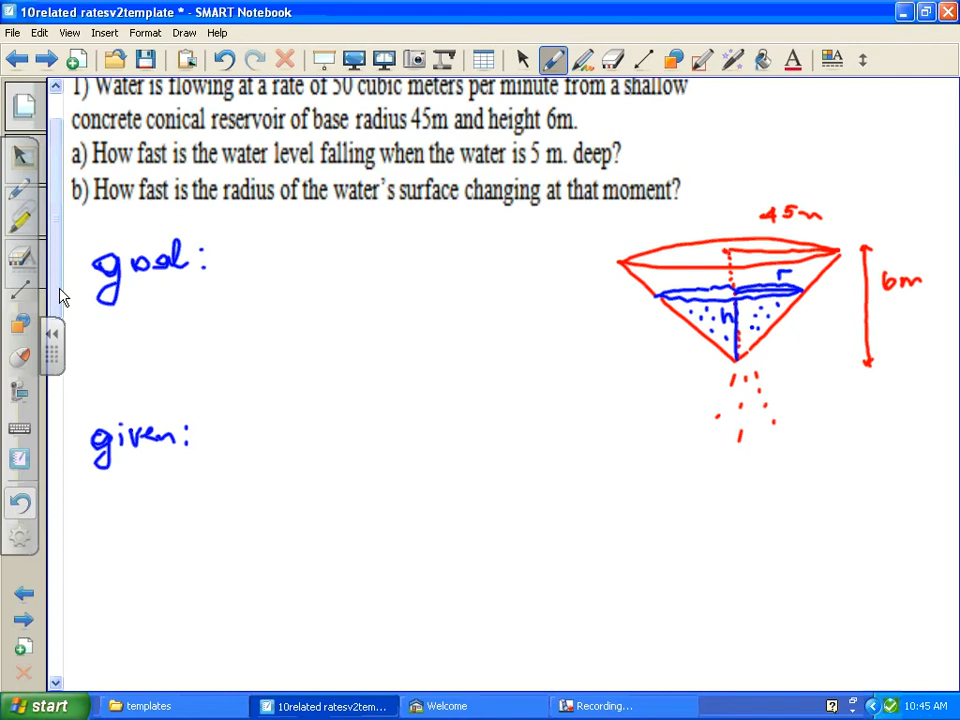 10related ratesv2template * - SMART Notebook
File Edit View Insert Format Draw Help
1) Water is flowing at a rate of 50 cubic meters per minute from a shallow
concrete conical reservoir of base radius 45m and height 6m.
a) How fast is the water level falling when the water is 5 m. deep?
b) How fast is the radius of the water's surface changing at that moment?
45m
goal:
r
6m
h
given:
start
templates
10related ratesv2tem...
Welcome
Recording...
10:45 AM